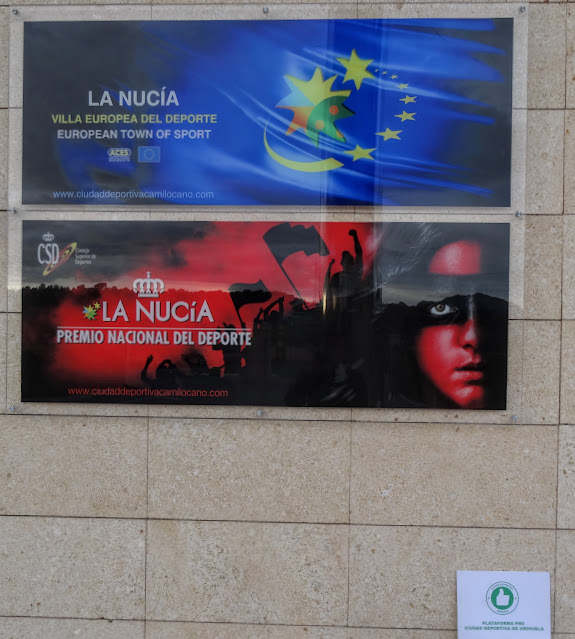 LA NUCÍA
VILLA EUROPEA DEL DEPORTE
EUROPEAN TOWN OF SPORT
ACES
EUROPE
www.ciudaddeportivacamilocano.com
CSD
Consejo
Superior de
Deportes
LA NUCÍA
PREMIO NACIONAL DEL DEPORTE
www.ciudaddeportivacamilocano.com
PLATAFORMA PRO
CIUDAD DEPORTIVA DE ORIHUELA